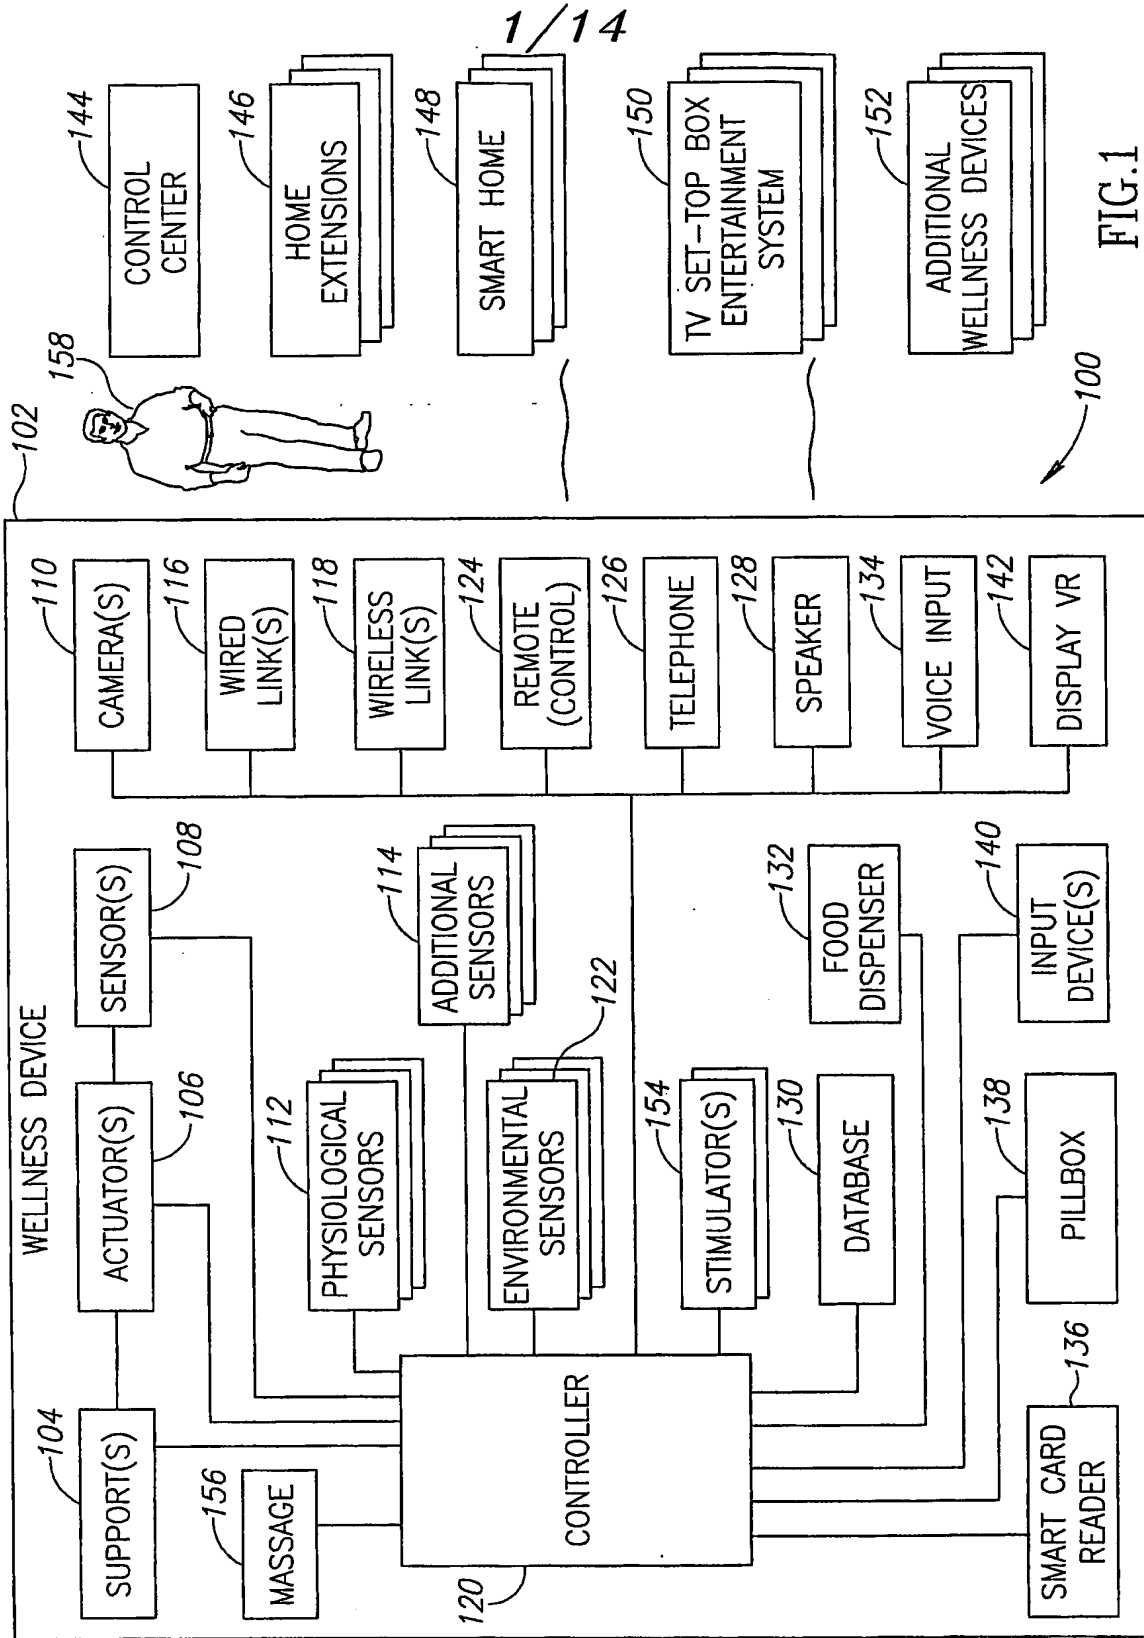 1/14
WELLNESS DEVICE
102
104
SUPPORT(S)
106
ACTUATOR(S)
108
SENSOR(S)
110
CAMERA(S)
156
MASSAGE
112
PHYSIOLOGICAL
SENSORS
114
ADDITIONAL
SENSORS
116
WIRED
LINK(S)
118
WIRELESS
LINK(S)
120
CONTROLLER
122
ENVIRONMENTAL
SENSORS
124
REMOTE
(CONTROL)
154
STIMULATOR(S)
126
TELEPHONE
130
DATABASE
132
FOOD
DISPENSER
128
SPEAKER
134
VOICE INPUT
136
SMART CARD
READER
138
PILLBOX
140
INPUT
DEVICE(S)
142
DISPLAY VR
158
144
CONTROL
CENTER
146
HOME
EXTENSIONS
148
SMART HOME
150
TV SET-TOP BOX
ENTERTAINMENT
SYSTEM
152
ADDITIONAL
WELLNESS DEVICES
100
FIG.1